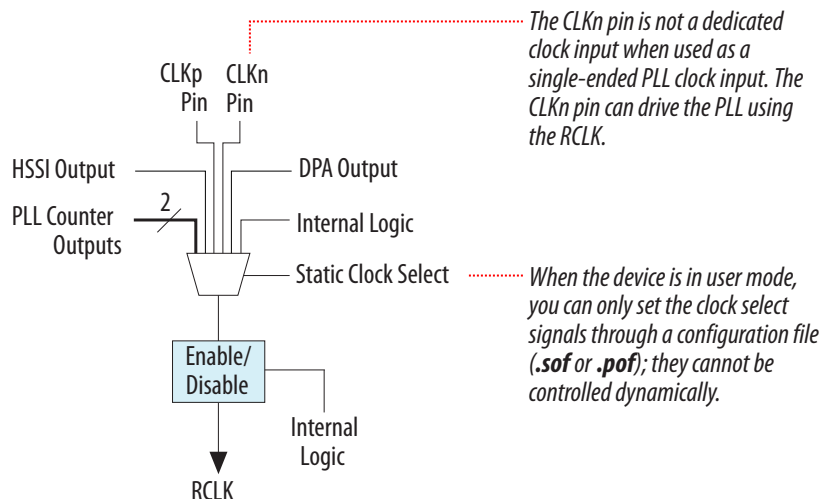 The CLKn pin is not a dedicated
clock input when used as a
single-ended PLL clock input. The
CLKn pin can drive the PLL using
the RCLK.
CLKp
Pin
CLKn
Pin
HSSI Output
DPA Output
2
PLL Counter
Outputs
Internal Logic
Static Clock Select
When the device is in user mode,
you can only set the clock select
signals through a configuration file
(.sof or .pof); they cannot be
controlled dynamically.
Enable/
Disable
Internal
Logic
RCLK